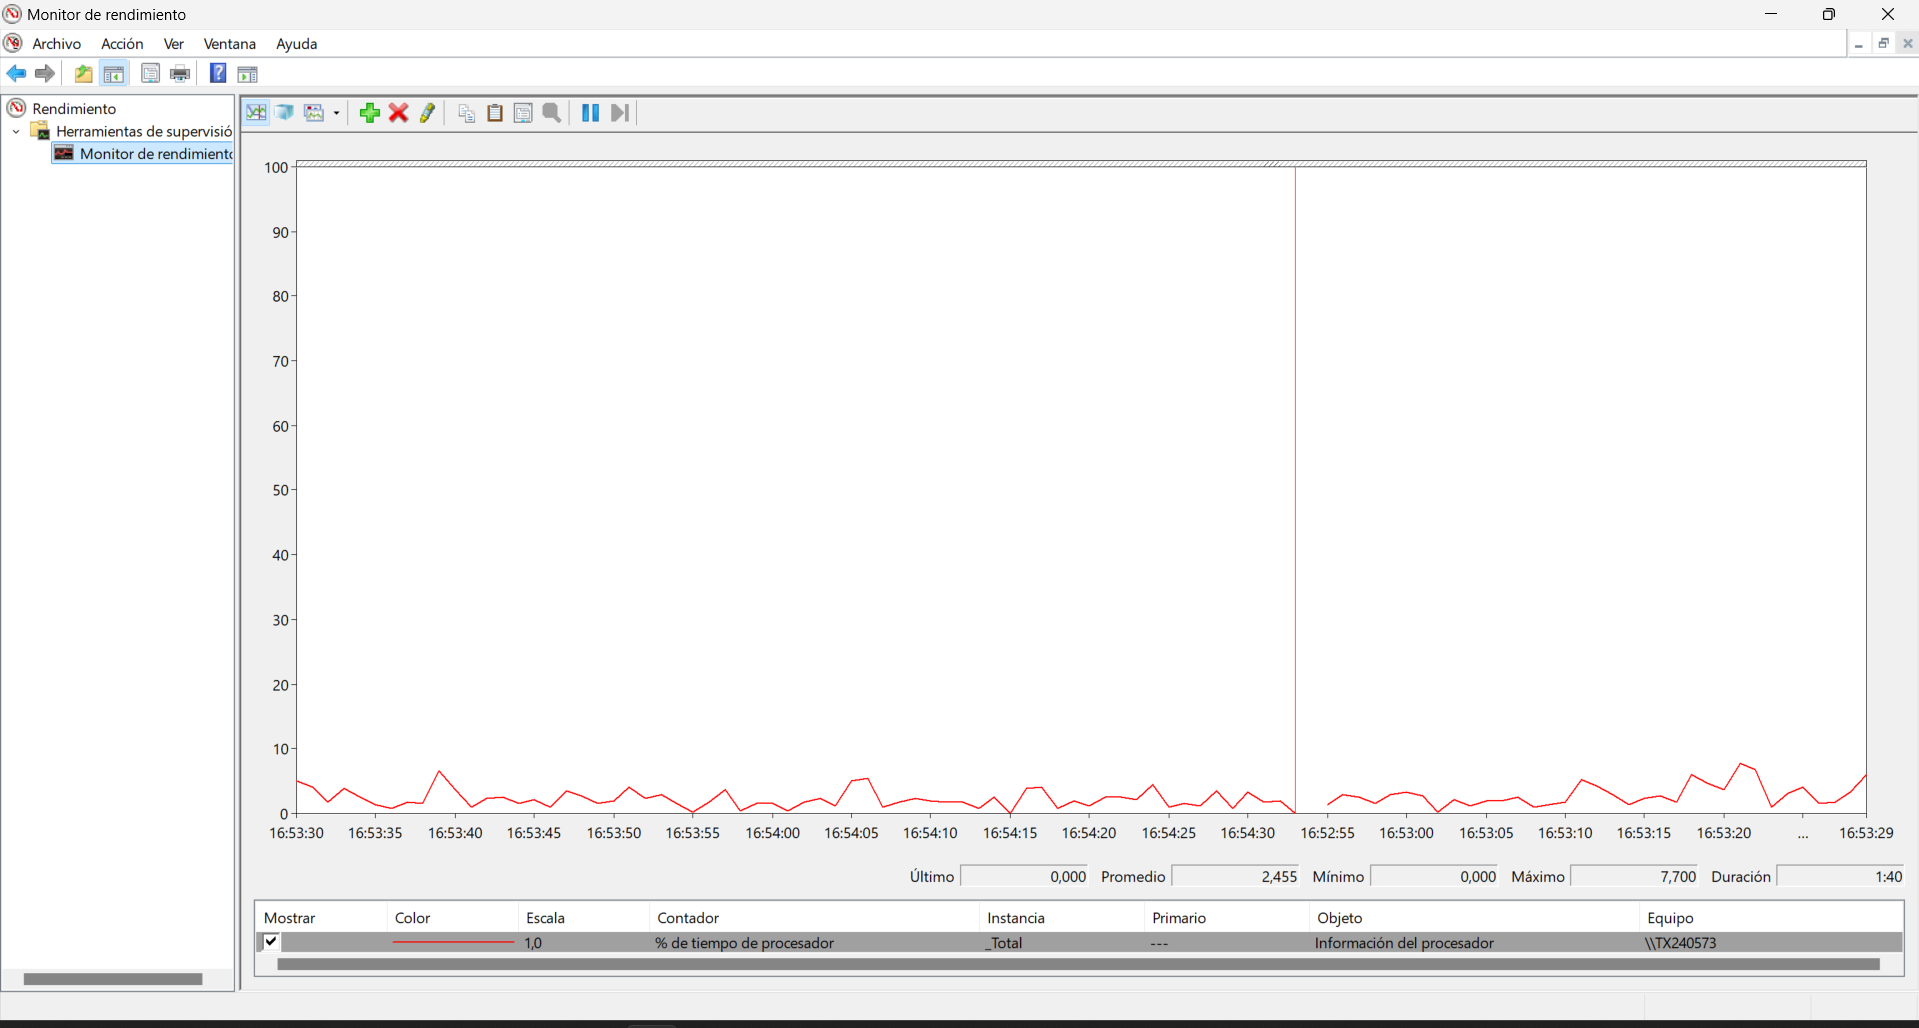 Monitor de rendimiento
Archivo Acción Ver Ventana Ayuda
Rendimiento
Herramientas de supervisió
Monitor de rendimiento
100
90
80
70
60
50
40
30
20
10
0
16:53:30 16:53:35 16:53:40 16:53:45 16:53:50 16:53:55 16:54:00 16:54:05 16:54:10 16:54:15 16:54:20 16:54:25 16:54:30 16:52:55 16:53:00 16:53:05 16:53:10 16:53:15 16:53:20 ... 16:53:29
Último 0,000 Promedio 2,455 Mínimo 0,000 Máximo 7,700 Duración 1:40
Mostrar Color Escala Contador Instancia Primario Objeto Equipo
1,0 % de tiempo de procesador _Total --- Información del procesador \\TX240573